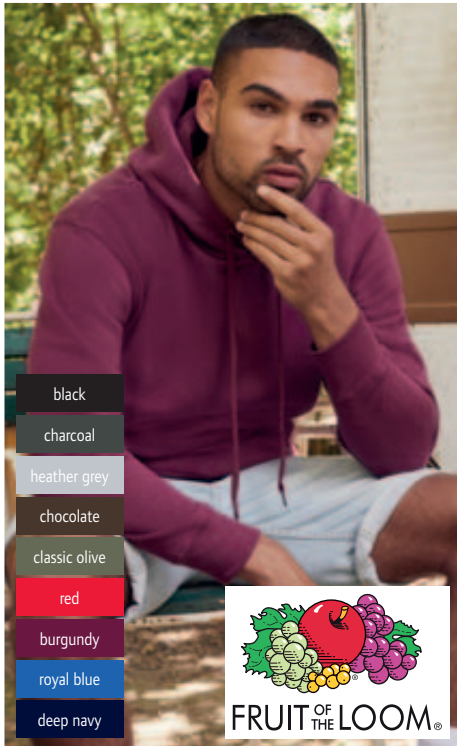 black
charcoal
heather grey
chocolate
classic olive
red
burgundy
royal blue
deep navy
®
FRUIT OF THE LOOM®